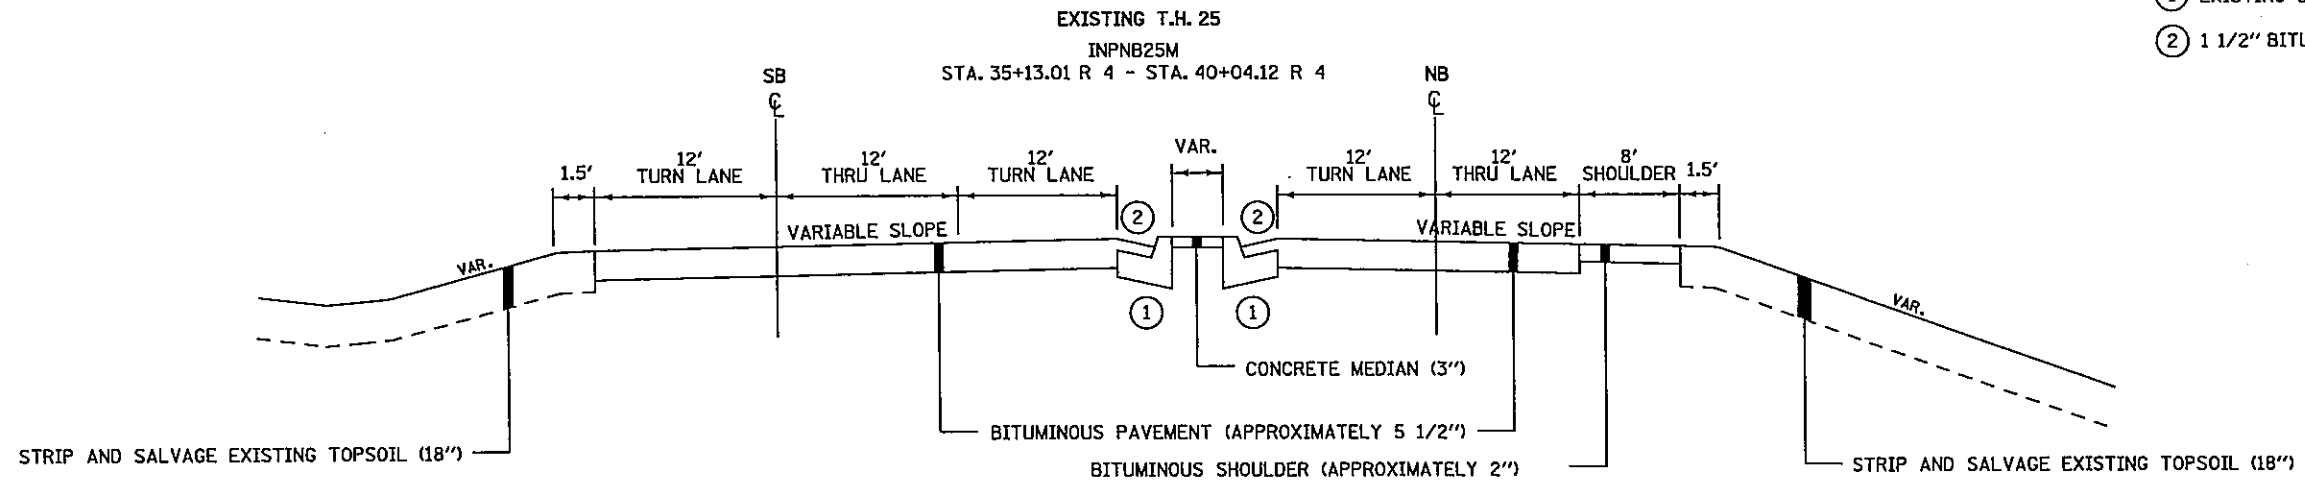 EXISTING T.H. 25
INPNB25M
STA. 35+13.01 R 4 - STA. 40+04.12 R 4
1 EXISTING
2 1 1/2" BITU
SB
NB
1.5'
12'
TURN LANE
12'
THRU LANE
12'
TURN LANE
VAR.
12'
TURN LANE
12'
THRU LANE
8'
SHOULDER
1.5'
2
2
VARIABLE SLOPE
VARIABLE SLOPE
VAR.
VAR.
1
1
CONCRETE MEDIAN (3")
BITUMINOUS PAVEMENT (APPROXIMATELY 5 1/2")
STRIP AND SALVAGE EXISTING TOPSOIL (18")
BITUMINOUS SHOULDER (APPROXIMATELY 2")
STRIP AND SALVAGE EXISTING TOPSOIL (18")